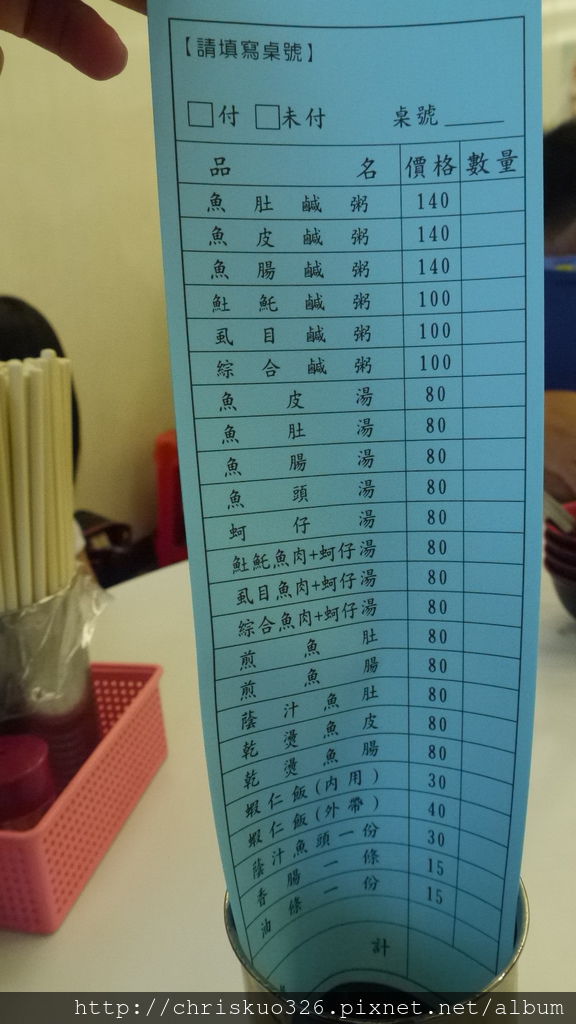 【請填寫桌號】
□付 □未付 桌號____
品名 價格 數量
魚肚鹹粥 140
魚皮鹹粥 140
魚腸鹹粥 140
魠鹹粥 100
虱目鹹粥 100
綜合鹹粥 100
魚皮湯 80
魚肚湯 80
魚腸湯 80
魚頭湯 80
蚵仔湯 80
魠魚肉+蚵仔湯 80
虱目魚肉+蚵仔湯 80
綜合魚肉+蚵仔湯 80
煎魚肚 80
煎魚腸 80
蔭汁魚肚 80
乾燙魚皮 80
乾燙魚腸 80
蝦仁飯(內用) 30
蝦仁飯(外帶) 40
蔭汁魚頭一份 30
香腸一條 15
油條一份 15
計
http://chriskuo326.pixnet.net/album